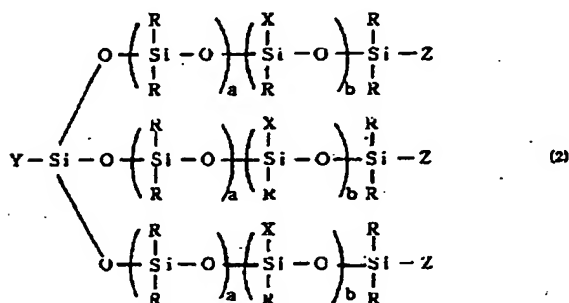 R X R
O—(Si—O)—(Si—O)—Si—Z
R a R b R
R X R
Y—Si—O—(Si—O)—(Si—O)—Si—Z (2)
R a R b R
R X R
O—(Si—O)—(Si—O)—Si—Z
R a R b R